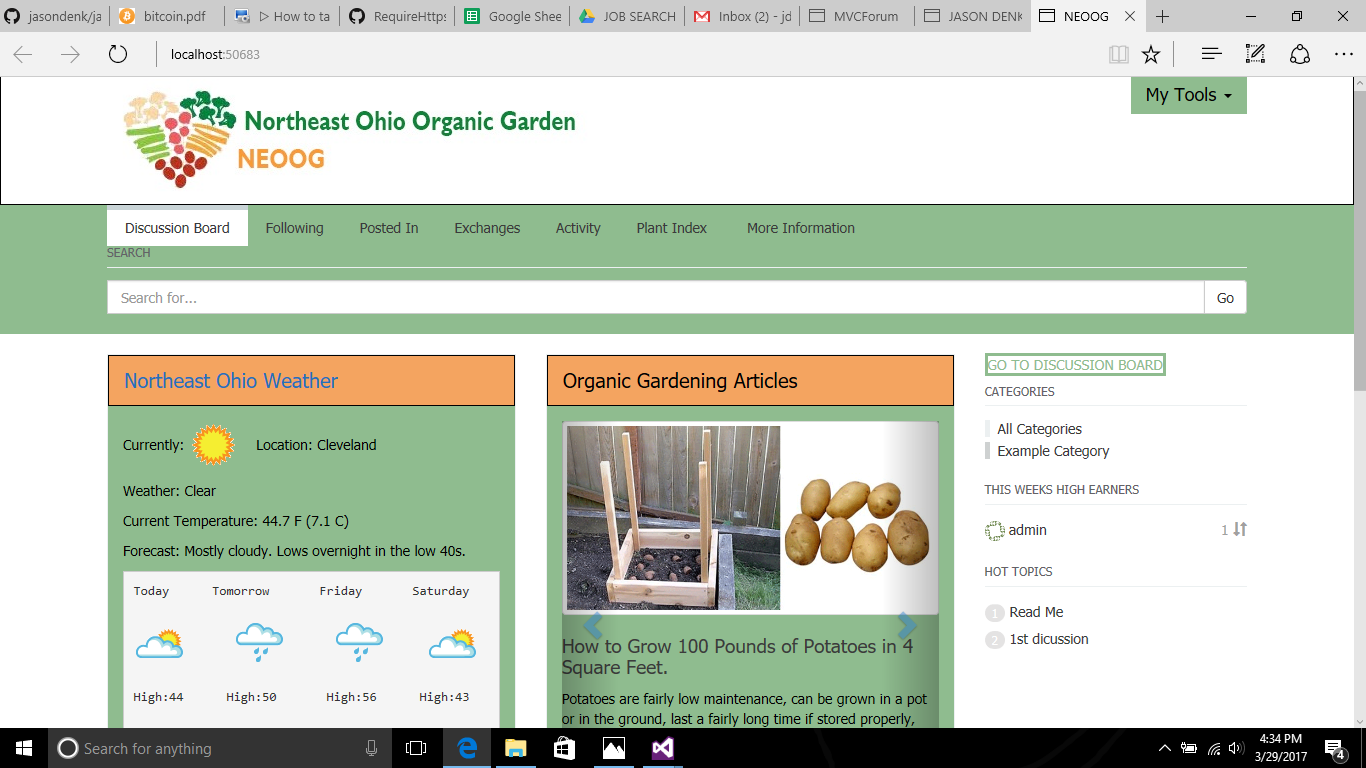 jasondenk/ja
bitcoin.pdf
▷ How to ta
RequireHttps
Google Shee
JOB SEARCH
Inbox (2) - jd
MVCForum
JASON DENK
NEOOG
localhost:50683
My Tools
Northeast Ohio Organic Garden
NEOOG
Discussion Board
Following
Posted In
Exchanges
Activity
Plant Index
More Information
SEARCH
Search for...
Go
Northeast Ohio Weather
Currently:
Location: Cleveland
Weather: Clear
Current Temperature: 44.7 F (7.1 C)
Forecast: Mostly cloudy. Lows overnight in the low 40s.
Today
Tomorrow
Friday
Saturday
High:44
High:50
High:56
High:43
Organic Gardening Articles
How to Grow 100 Pounds of Potatoes in 4
Square Feet.
Potatoes are fairly low maintenance, can be grown in a pot
or in the ground, last a fairly long time if stored properly,
GO TO DISCUSSION BOARD
CATEGORIES
All Categories
Example Category
THIS WEEKS HIGH EARNERS
admin
1
HOT TOPICS
1 Read Me
2 1st dicussion
Search for anything
4:34 PM
3/29/2017
4